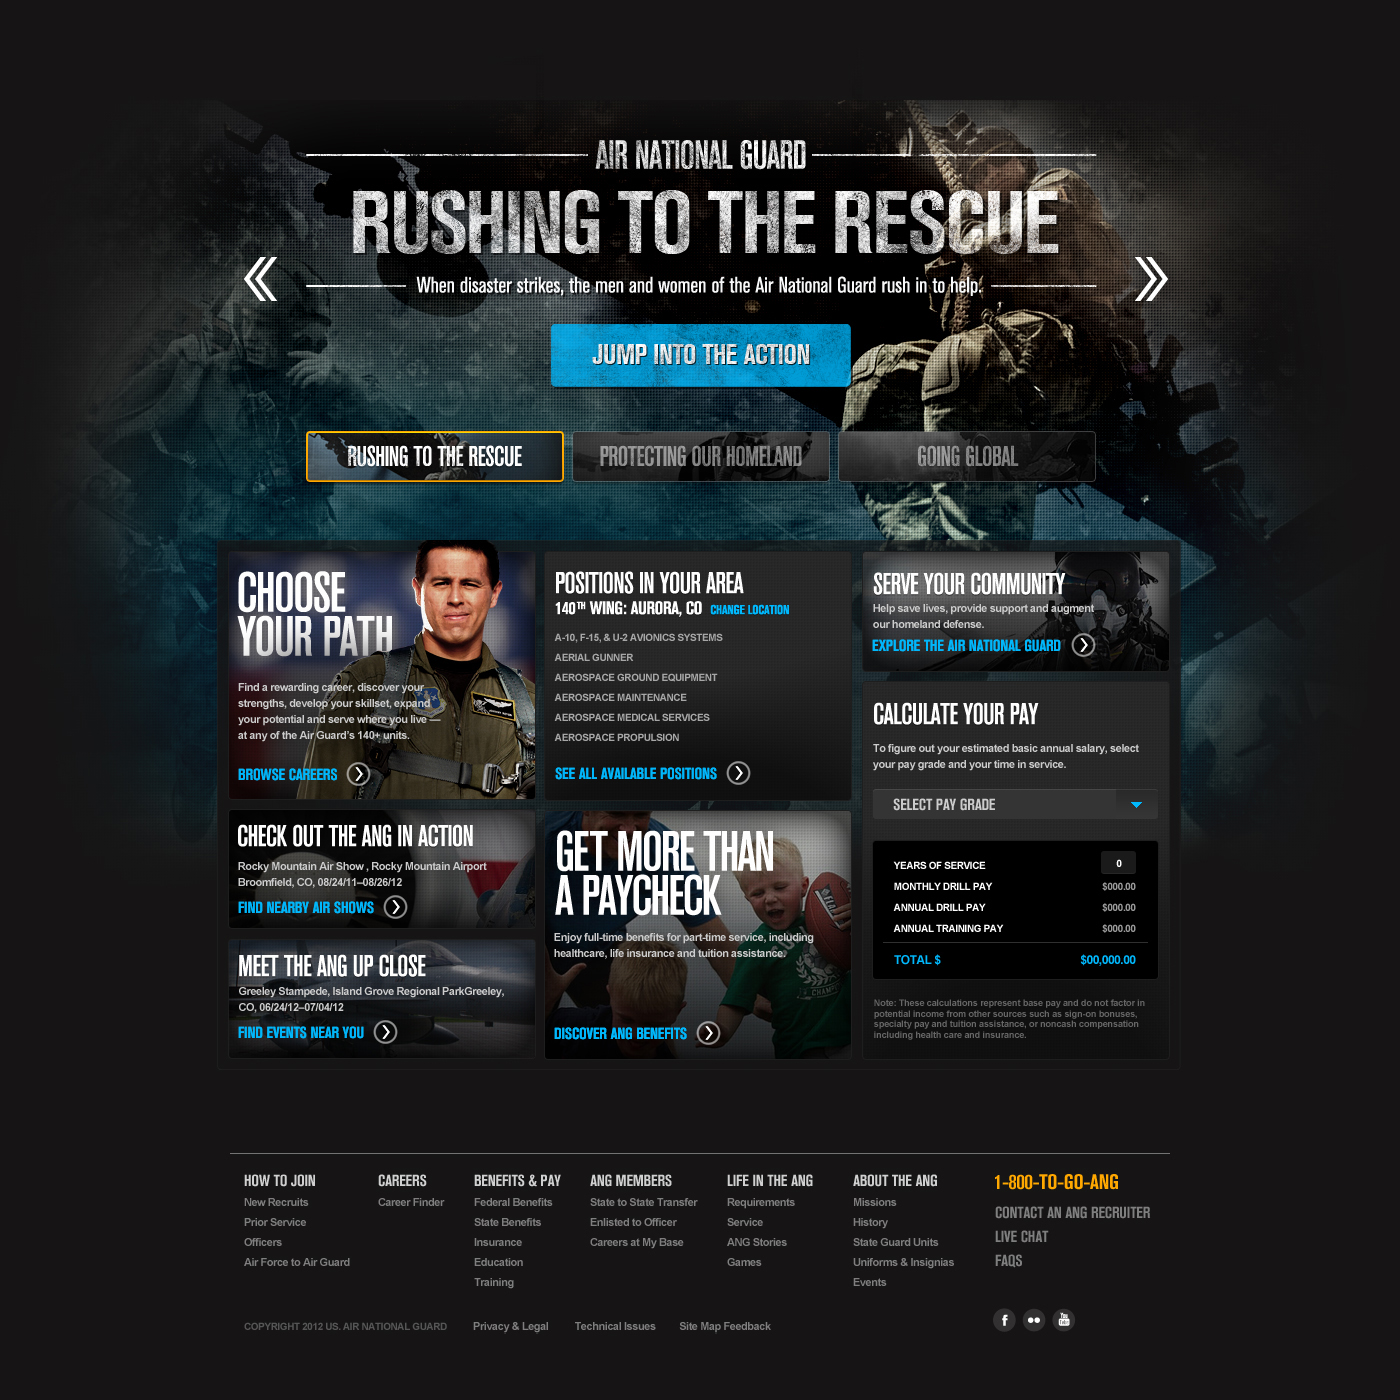 AIR NATIONAL GUARD
RUSHING TO THE RESCUE
When disaster strikes, the men and women of the Air National Guard rush in to help.
JUMP INTO THE ACTION
RUSHING TO THE RESCUE
PROTECTING OUR HOMELAND
GOING GLOBAL
CHOOSE
YOUR PATH
Find a rewarding career, discover your
strengths, develop your skillset, expand
your potential and serve where you live —
at any of the Air Guard's 140+ units.
BROWSE CAREERS
POSITIONS IN YOUR AREA
140TH WING: AURORA, CO CHANGE LOCATION
A-10, F-15, & U-2 AVIONICS SYSTEMS
AERIAL GUNNER
AEROSPACE GROUND EQUIPMENT
AEROSPACE MAINTENANCE
AEROSPACE MEDICAL SERVICES
AEROSPACE PROPULSION
SEE ALL AVAILABLE POSITIONS
SERVE YOUR COMMUNITY
Help save lives, provide support and augment
our homeland defense.
EXPLORE THE AIR NATIONAL GUARD
CALCULATE YOUR PAY
To figure out your estimated basic annual salary, select
your pay grade and your time in service.
SELECT PAY GRADE
YEARS OF SERVICE 0
MONTHLY DRILL PAY $000.00
ANNUAL DRILL PAY $000.00
ANNUAL TRAINING PAY $000.00
TOTAL $ $00,000.00
Note: These calculations represent base pay and do not factor in
potential income from other sources such as sign-on bonuses,
specialty pay and tuition assistance, or noncash compensation
including health care and insurance.
CHECK OUT THE ANG IN ACTION
Rocky Mountain Air Show , Rocky Mountain Airport
Broomfield, CO, 08/24/11–08/26/12
FIND NEARBY AIR SHOWS
MEET THE ANG UP CLOSE
Greeley Stampede, Island Grove Regional ParkGreeley,
CO, 06/24/12–07/04/12
FIND EVENTS NEAR YOU
GET MORE THAN
A PAYCHECK
Enjoy full-time benefits for part-time service, including
healthcare, life insurance and tuition assistance.
DISCOVER ANG BENEFITS
HOW TO JOIN
New Recruits
Prior Service
Officers
Air Force to Air Guard
CAREERS
Career Finder
BENEFITS & PAY
Federal Benefits
State Benefits
Insurance
Education
Training
ANG MEMBERS
State to State Transfer
Enlisted to Officer
Careers at My Base
LIFE IN THE ANG
Requirements
Service
ANG Stories
Games
ABOUT THE ANG
Missions
History
State Guard Units
Uniforms & Insignias
Events
1-800-TO-GO-ANG
CONTACT AN ANG RECRUITER
LIVE CHAT
FAQS
COPYRIGHT 2012 US. AIR NATIONAL GUARD
Privacy & Legal
Technical Issues
Site Map Feedback